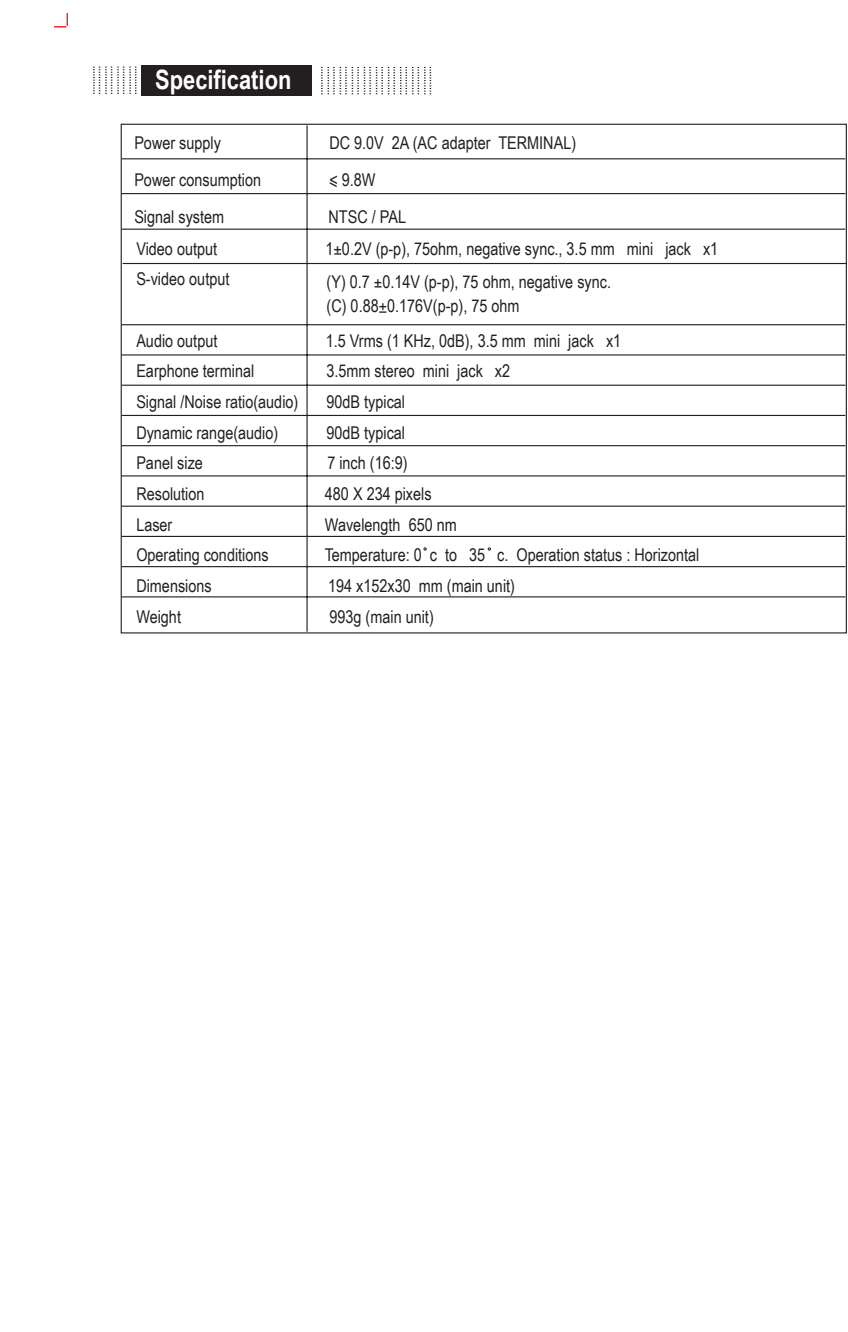 Specification
Power supply DC 9.0V 2A (AC adapter TERMINAL)
Power consumption ⩽ 9.8W
Signal system NTSC / PAL
Video output 1±0.2V (p-p), 75ohm, negative sync., 3.5 mm mini jack x1
S-video output (Y) 0.7 ±0.14V (p-p), 75 ohm, negative sync.
(C) 0.88±0.176V(p-p), 75 ohm
Audio output 1.5 Vrms (1 KHz, 0dB), 3.5 mm mini jack x1
Earphone terminal 3.5mm stereo mini jack x2
Signal /Noise ratio(audio) 90dB typical
Dynamic range(audio) 90dB typical
Panel size 7 inch (16:9)
Resolution 480 X 234 pixels
Laser Wavelength 650 nm
Operating conditions Temperature: 0˚c to 35˚ c. Operation status : Horizontal
Dimensions 194 x152x30 mm (main unit)
Weight 993g (main unit)